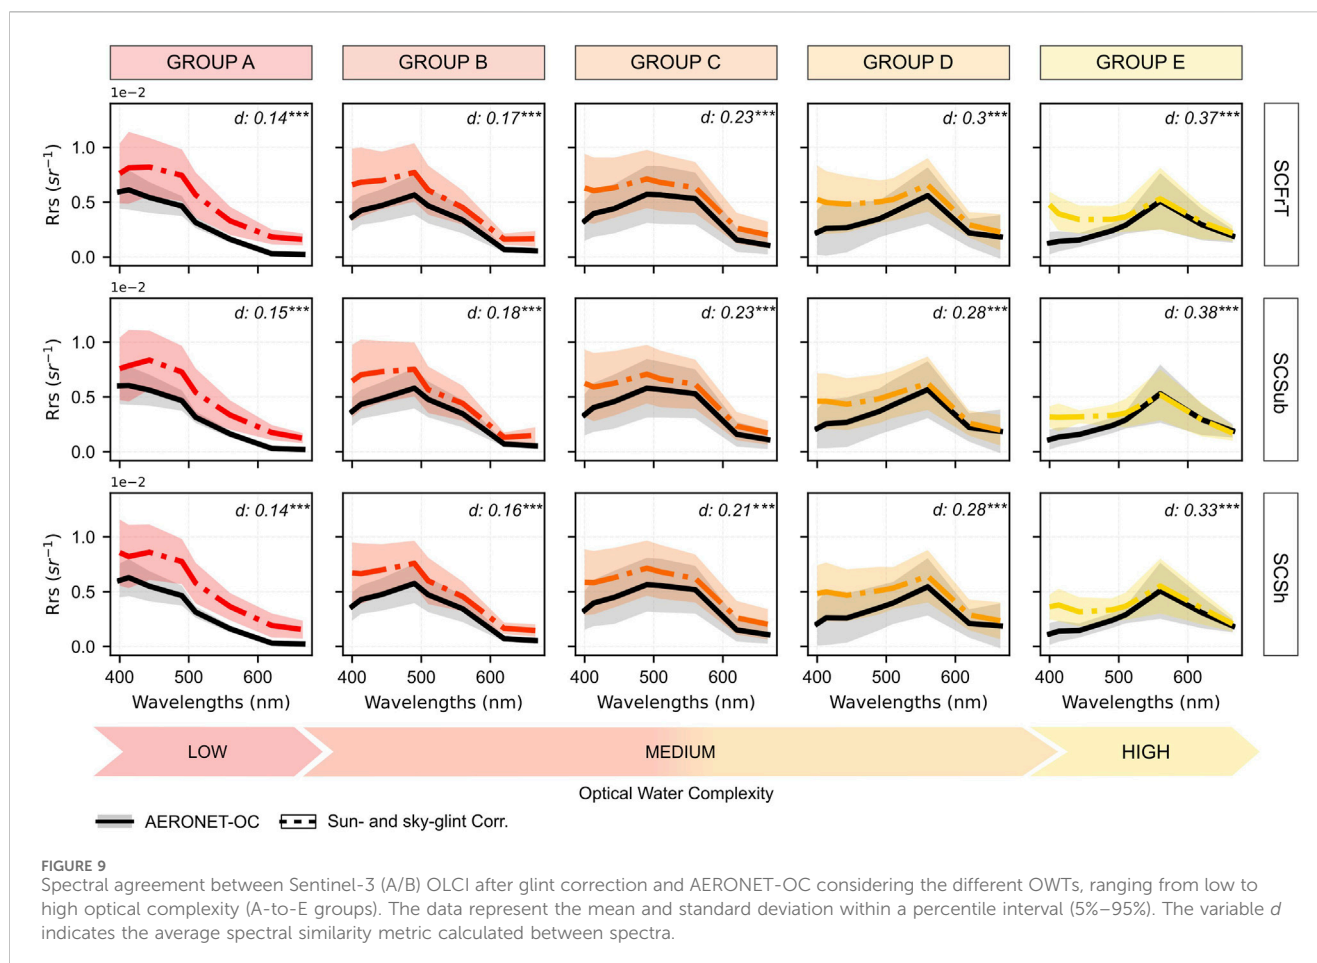 GROUP A GROUP B GROUP C GROUP D GROUP E
1e−2
d: 0.14*** d: 0.17*** d: 0.23*** d: 0.3*** d: 0.37***
1.0
0.5
0.0
Rrs (sr⁻¹)
SCFrT
1e−2
d: 0.15*** d: 0.18*** d: 0.23*** d: 0.28*** d: 0.38***
1.0
0.5
0.0
Rrs (sr⁻¹)
SCSub
1e−2
d: 0.14*** d: 0.16*** d: 0.21*** d: 0.28*** d: 0.33***
1.0
0.5
0.0
Rrs (sr⁻¹)
SCSh
400 500 600 400 500 600 400 500 600 400 500 600 400 500 600
Wavelengths (nm) Wavelengths (nm) Wavelengths (nm) Wavelengths (nm) Wavelengths (nm)
LOW MEDIUM HIGH
Optical Water Complexity
AERONET-OC Sun- and sky-glint Corr.
FIGURE 9
Spectral agreement between Sentinel-3 (A/B) OLCI after glint correction and AERONET-OC considering the different OWTs, ranging from low to
high optical complexity (A-to-E groups). The data represent the mean and standard deviation within a percentile interval (5%–95%). The variable d
indicates the average spectral similarity metric calculated between spectra.